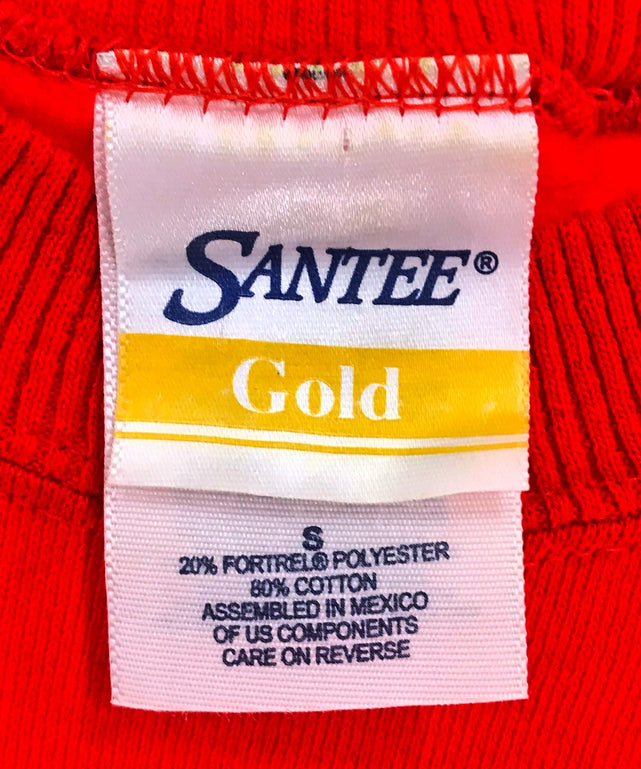 SANTEE®
Gold
S
20% FORTREL® POLYESTER
80% COTTON
ASSEMBLED IN MEXICO
OF US COMPONENTS
CARE ON REVERSE